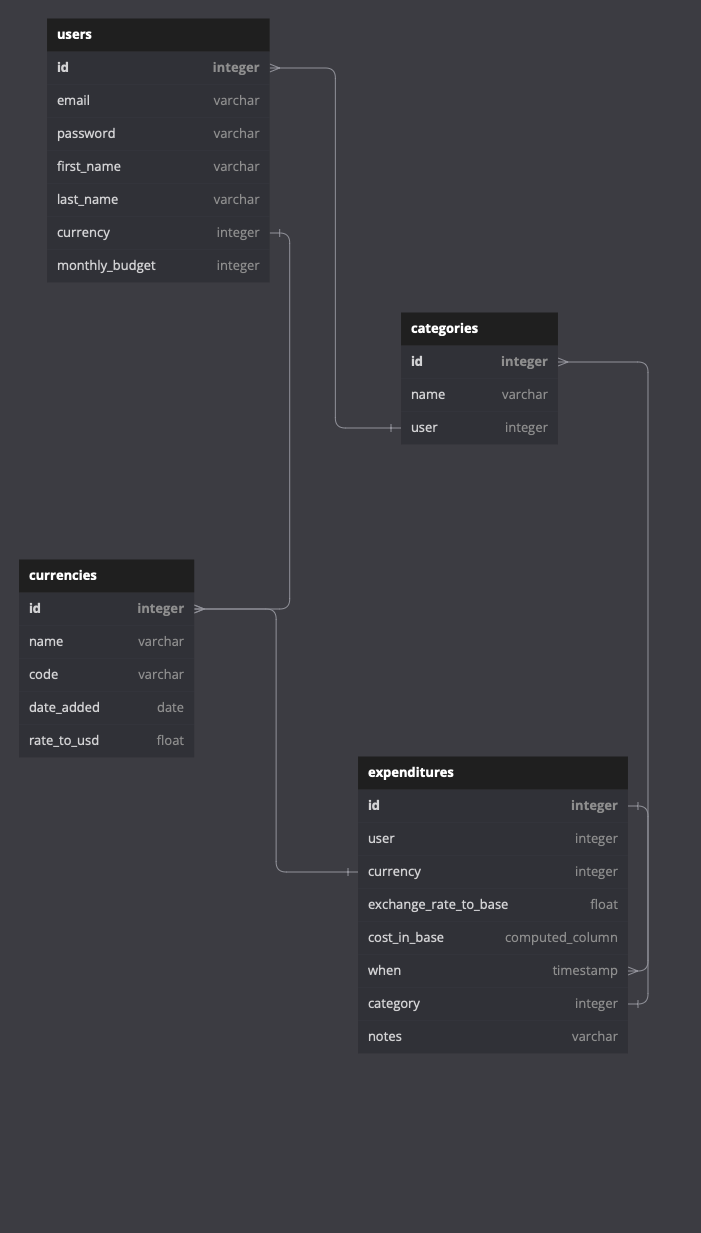 users
id integer
email varchar
password varchar
first_name varchar
last_name varchar
currency integer
monthly_budget integer
categories
id integer
name varchar
user integer
currencies
id integer
name varchar
code varchar
date_added date
rate_to_usd float
expenditures
id integer
user integer
currency integer
exchange_rate_to_base float
cost_in_base computed_column
when timestamp
category integer
notes varchar